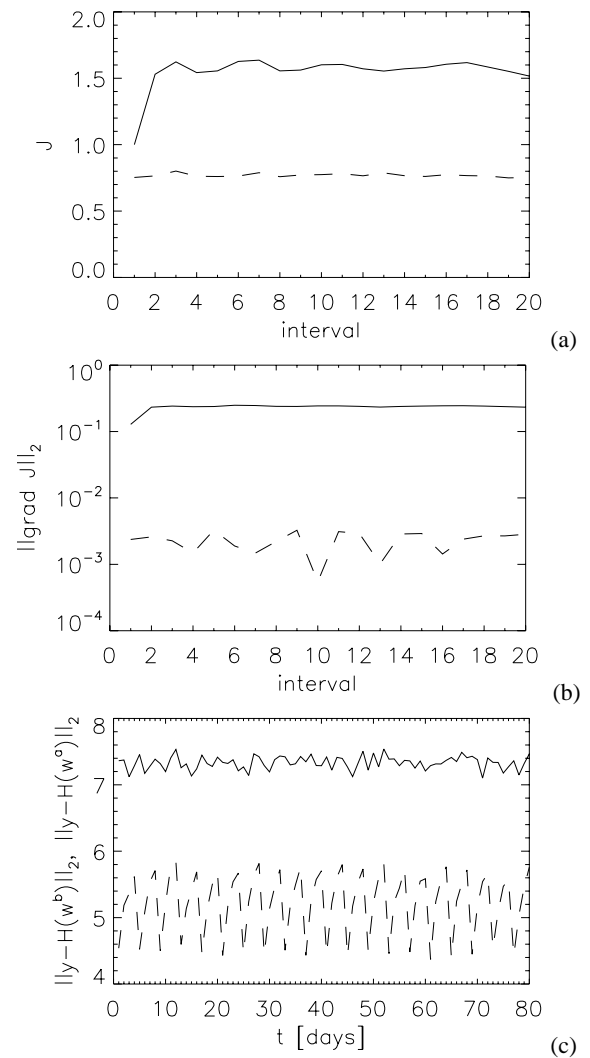 2.0
1.5
1.0
0.5
0.0
J
0 2 4 6 8 10 12 14 16 18 20
interval
(a)
10^0
10^-1
10^-2
10^-3
10^-4
||grad J||_2
0 2 4 6 8 10 12 14 16 18 20
interval
(b)
8
7
6
5
4
||y-H(w^b)||_2, ||y-H(w^a)||_2
0 10 20 30 40 50 60 70 80
t [days]
(c)